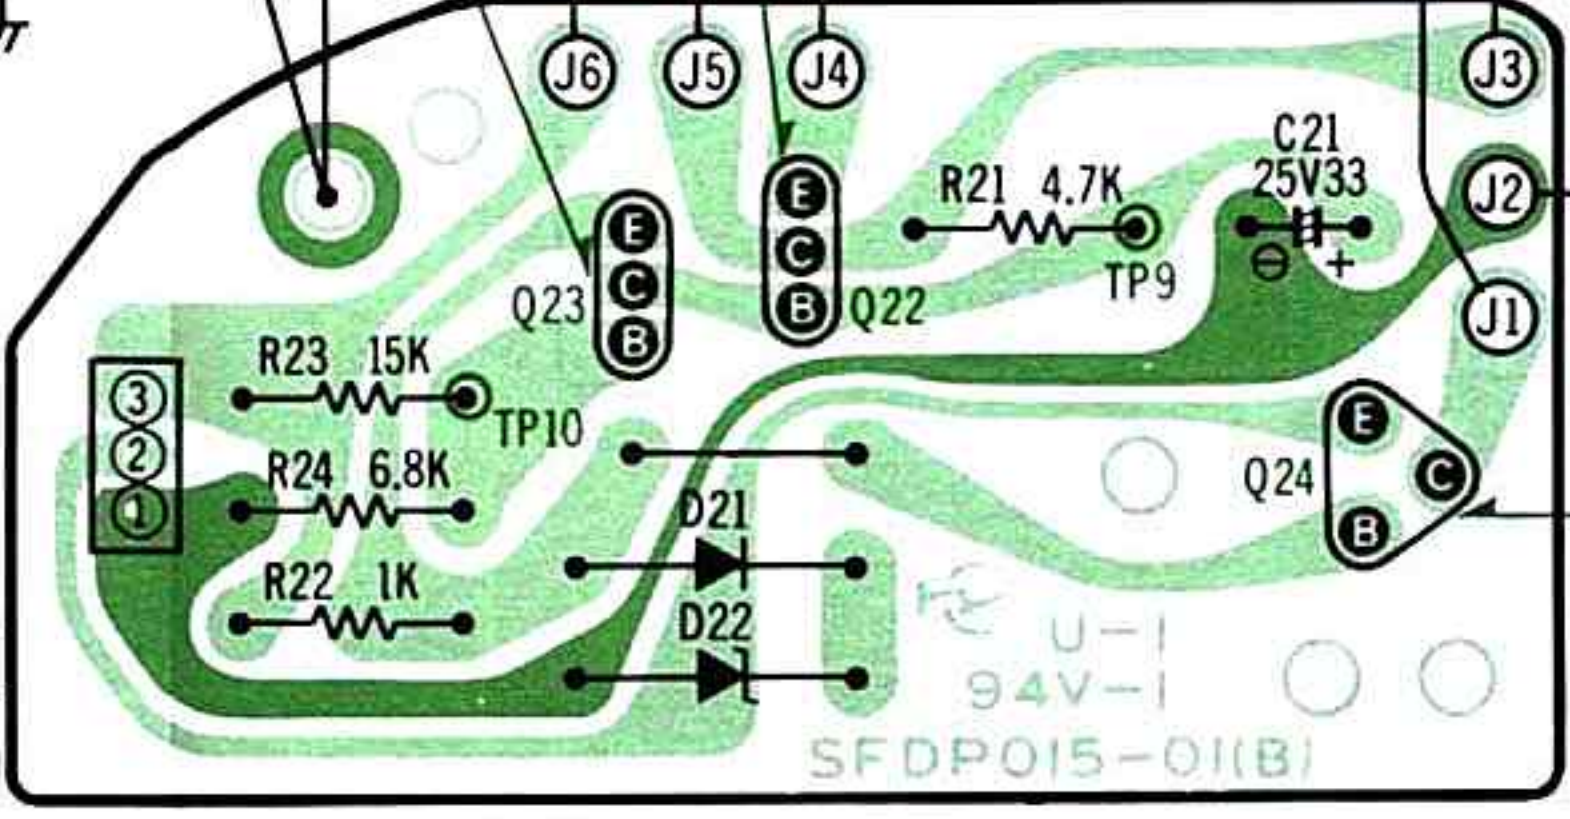 J6 J5 J4 J3
C21
R21 4.7K 25V33 J2
E
E
C
⊖ +
TP9
C
Q23 B Q22
B
J1
R23 15K
3
TP10
E
2
R24 6.8K
Q24 C
1
D21
B
R22 1K
D22
U-1
94V-1
SFDP015-01(B)